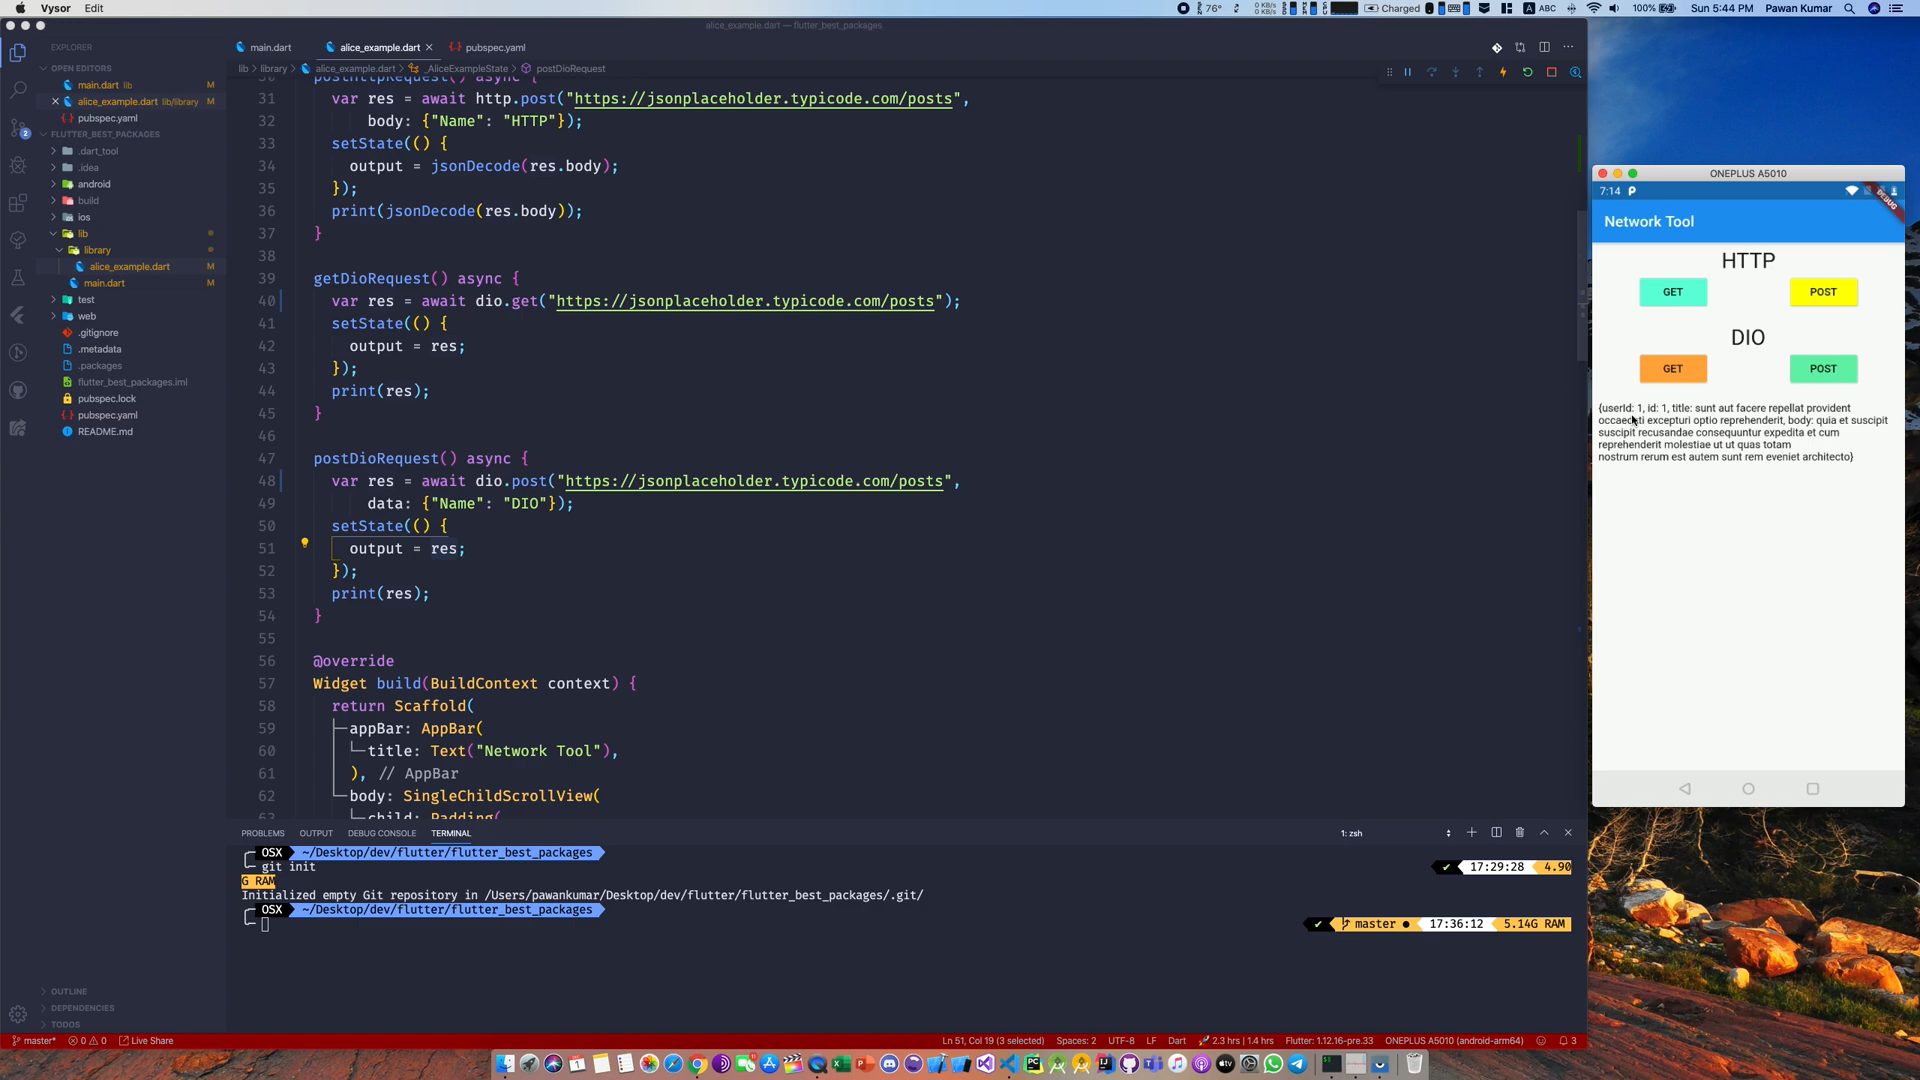 Vysor Edit
76° 0 KB/s 0 KB/s Charged A ABC 100% Sun 5:44 PM Pawan Kumar
alice_example.dart — flutter_best_packages
EXPLORER
OPEN EDITORS
main.dart lib M
alice_example.dart lib/library M
pubspec.yaml
FLUTTER_BEST_PACKAGES
.dart_tool
.idea
android
build
ios
lib
library
alice_example.dart M
main.dart M
test
web
.gitignore
.metadata
.packages
flutter_best_packages.iml
pubspec.lock
pubspec.yaml
README.md
OUTLINE
DEPENDENCIES
TODOS
2
main.dart alice_example.dart pubspec.yaml
lib > library > alice_example.dart > _AliceExampleState > postDioRequest
30 postHttpRequest() async {
31 var res = await http.post("https://jsonplaceholder.typicode.com/posts",
32 body: {"Name": "HTTP"});
33 setState(() {
34 output = jsonDecode(res.body);
35 });
36 print(jsonDecode(res.body));
37 }
38
39 getDioRequest() async {
40 var res = await dio.get("https://jsonplaceholder.typicode.com/posts");
41 setState(() {
42 output = res;
43 });
44 print(res);
45 }
46
47 postDioRequest() async {
48 var res = await dio.post("https://jsonplaceholder.typicode.com/posts",
49 data: {"Name": "DIO"});
50 setState(() {
51 output = res;
52 });
53 print(res);
54 }
55
56 @override
57 Widget build(BuildContext context) {
58 return Scaffold(
59 appBar: AppBar(
60 title: Text("Network Tool"),
61 ), // AppBar
62 body: SingleChildScrollView(
63 child: Padding(
PROBLEMS OUTPUT DEBUG CONSOLE TERMINAL 1: zsh
OSX ~/Desktop/dev/flutter/flutter_best_packages
git init ✔ 17:29:28 4.90
G RAM
Initialized empty Git repository in /Users/pawankumar/Desktop/dev/flutter/flutter_best_packages/.git/
OSX ~/Desktop/dev/flutter/flutter_best_packages
✔ master ● 17:36:12 5.14G RAM
master* 0 0 Live Share Ln 51, Col 19 (3 selected) Spaces: 2 UTF-8 LF Dart 2.3 hrs | 1.4 hrs Flutter: 1.12.16-pre.33 ONEPLUS A5010 (android-arm64) 3
ONEPLUS A5010
7:14
DEBUG
Network Tool
HTTP
GET POST
DIO
GET POST
{userId: 1, id: 1, title: sunt aut facere repellat provident
occaecati excepturi optio reprehenderit, body: quia et suscipit
suscipit recusandae consequuntur expedita et cum
reprehenderit molestiae ut ut quas totam
nostrum rerum est autem sunt rem eveniet architecto}